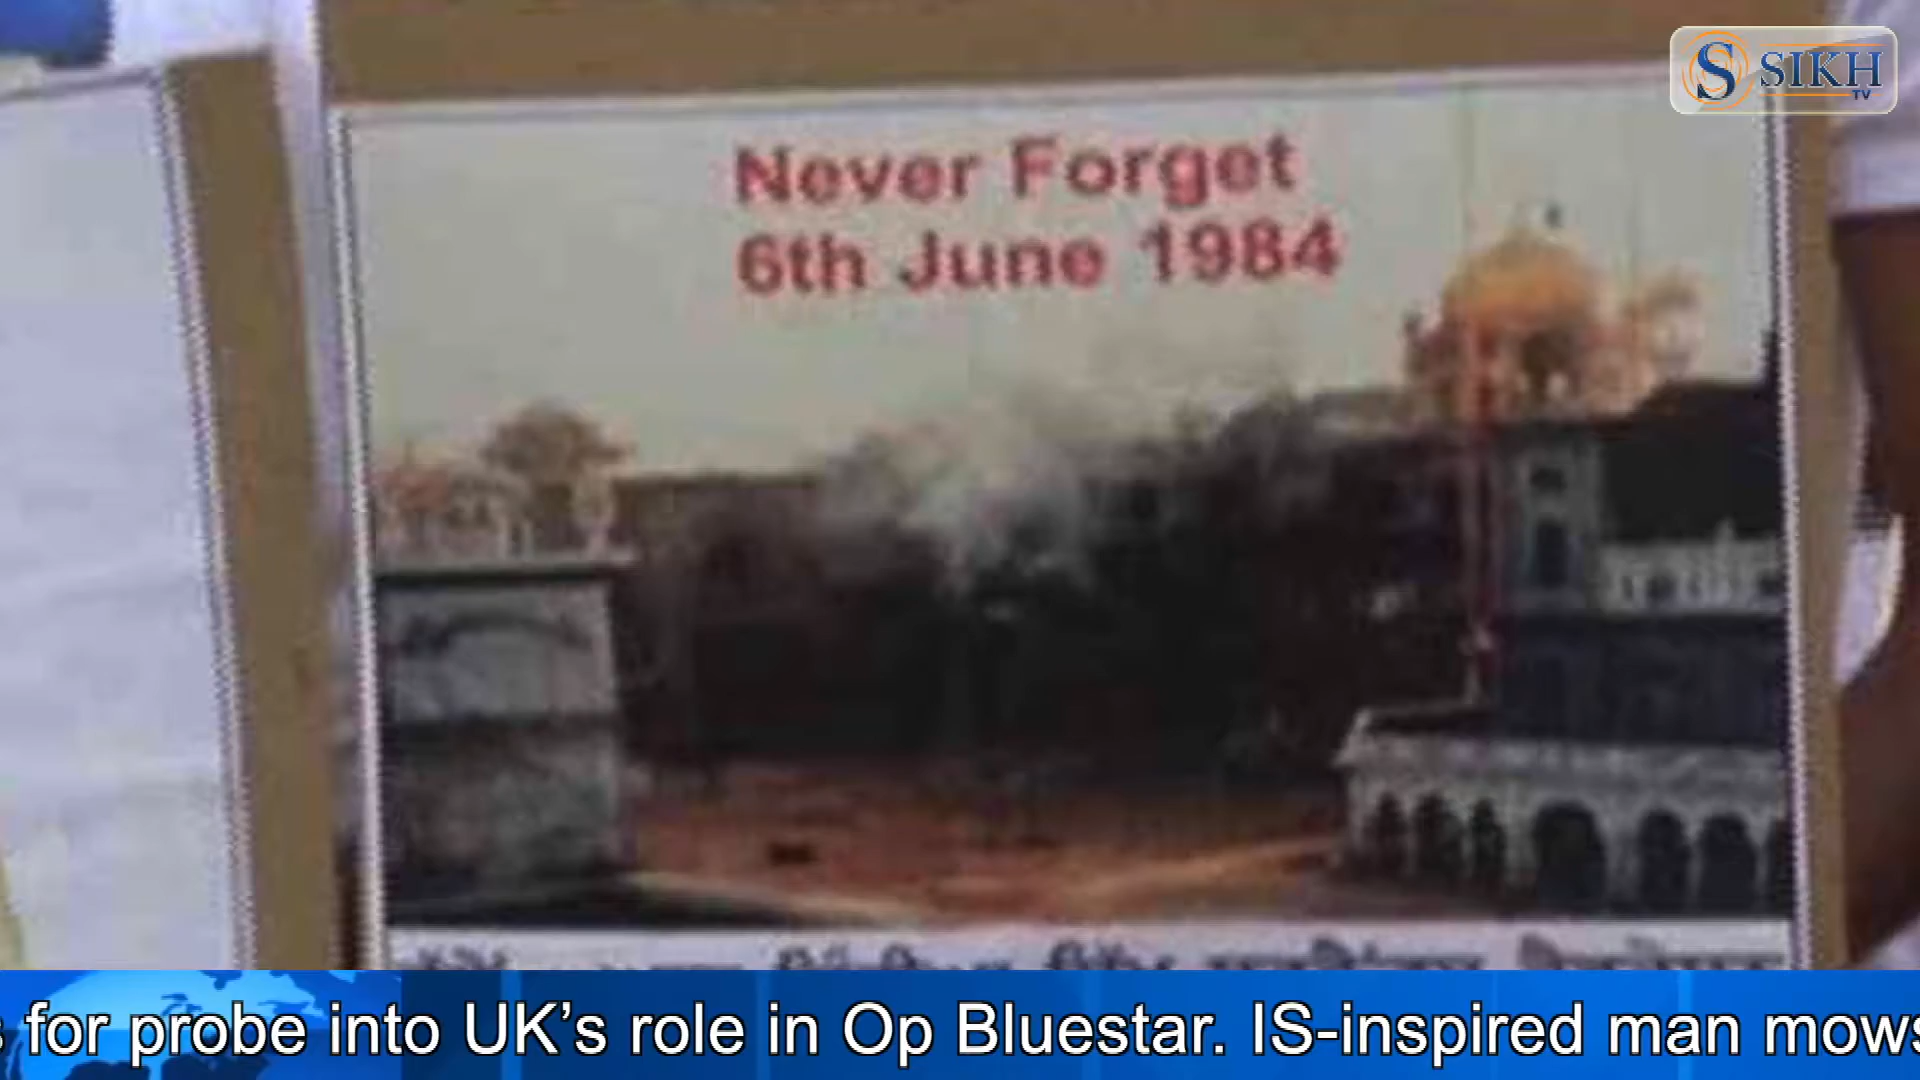 S SIKH
TV
Never Forget
6th June 1984
for probe into UK's role in Op Bluestar. IS-inspired man mows